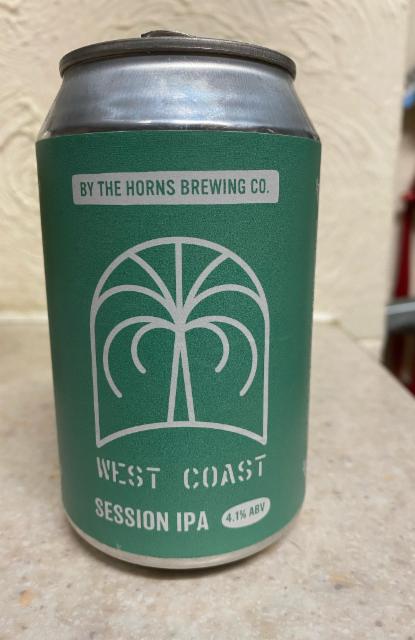 BY THE HORNS BREWING CO.
WEST COAST
SESSION IPA 4.1% ABV